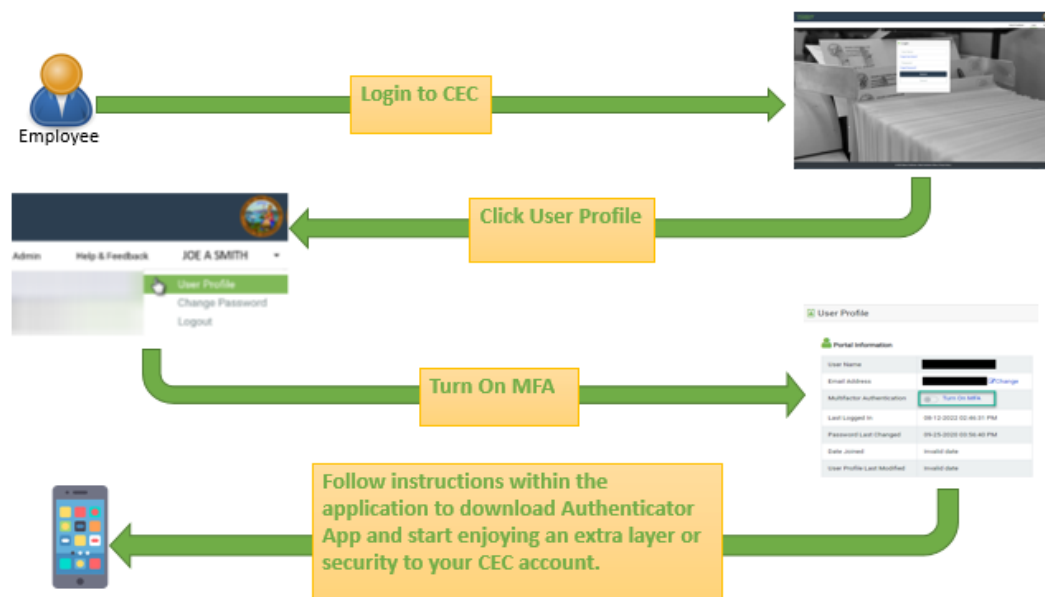 Login to CEC
Employee
Click User Profile
Admin Help & Feedback JOE A SMITH
User Profile
Change Password
Logout
User Profile
Portal Information
User Name
Email Address Change
Multifactor Authentication Turn On MFA
Last Logged In 08-12-2022 02:46:31 PM
Password Last Changed 09-25-2020 03:56:40 PM
Date Joined Invalid date
User Profile Last Modified Invalid date
Turn On MFA
Follow instructions within the
application to download Authenticator
App and start enjoying an extra layer or
security to your CEC account.